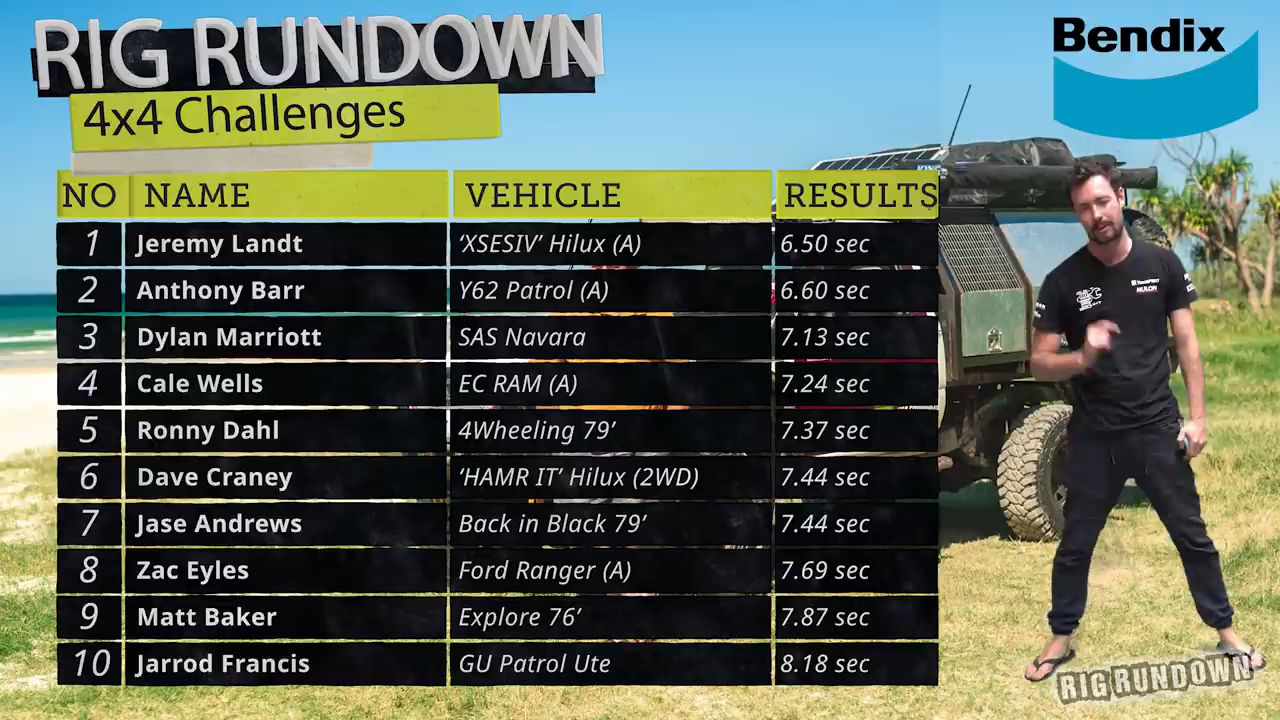 RIG RUNDOWN
4x4 Challenges
Bendix
NO NAME VEHICLE RESULTS
1 Jeremy Landt ‘XSESIV’ Hilux (A) 6.50 sec
2 Anthony Barr Y62 Patrol (A) 6.60 sec
3 Dylan Marriott SAS Navara 7.13 sec
4 Cale Wells EC RAM (A) 7.24 sec
5 Ronny Dahl 4Wheeling 79’ 7.37 sec
6 Dave Craney ‘HAMR IT’ Hilux (2WD) 7.44 sec
7 Jase Andrews Back in Black 79’ 7.44 sec
8 Zac Eyles Ford Ranger (A) 7.69 sec
9 Matt Baker Explore 76’ 7.87 sec
10 Jarrod Francis GU Patrol Ute 8.18 sec
RIG RUNDOWN